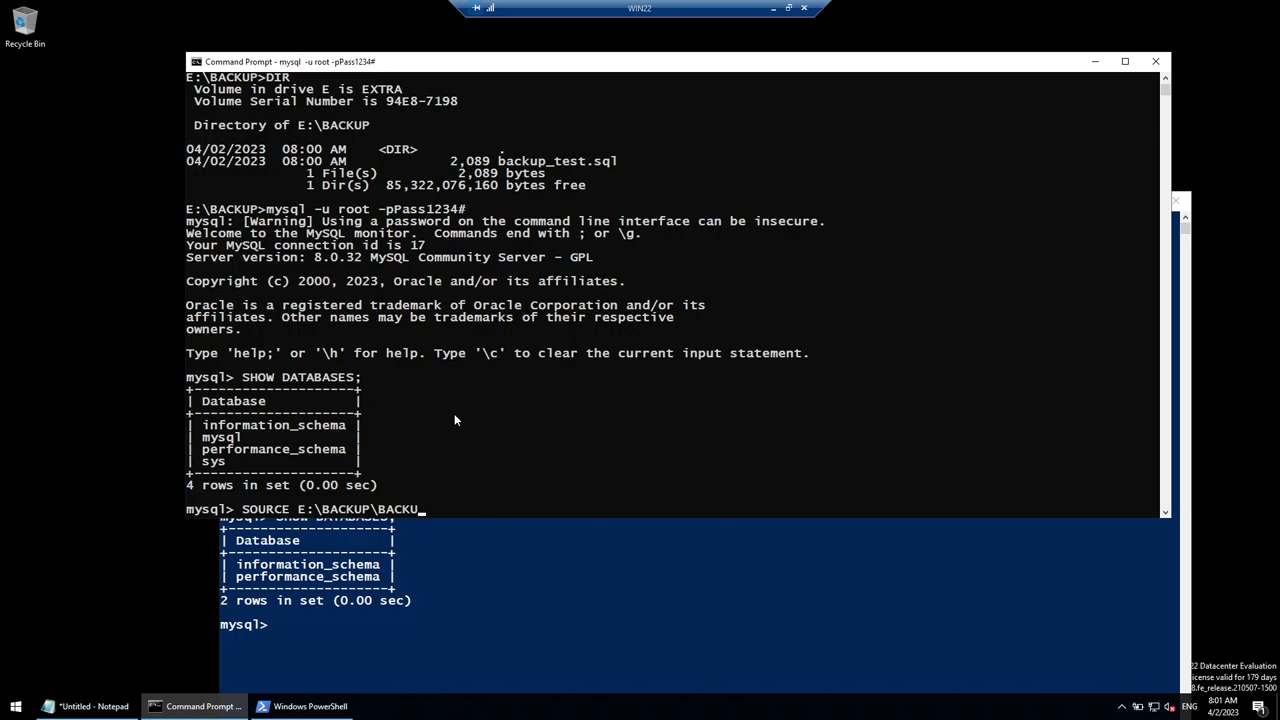 WIN22
Recycle Bin
Command Prompt - mysql -u root -pPass1234#
E:\BACKUP>DIR
Volume in drive E is EXTRA
Volume Serial Number is 94E8-7198
Directory of E:\BACKUP
04/02/2023 08:00 AM <DIR> .
04/02/2023 08:00 AM 2,089 backup_test.sql
1 File(s) 2,089 bytes
1 Dir(s) 85,322,076,160 bytes free
E:\BACKUP>mysql -u root -pPass1234#
mysql: [Warning] Using a password on the command line interface can be insecure.
Welcome to the MySQL monitor. Commands end with ; or \g.
Your MySQL connection id is 17
Server version: 8.0.32 MySQL Community Server - GPL
Copyright (c) 2000, 2023, Oracle and/or its affiliates.
Oracle is a registered trademark of Oracle Corporation and/or its
affiliates. Other names may be trademarks of their respective
owners.
Type 'help;' or '\h' for help. Type '\c' to clear the current input statement.
mysql> SHOW DATABASES;
+--------------------+
| Database |
+--------------------+
| information_schema |
| mysql |
| performance_schema |
| sys |
+--------------------+
4 rows in set (0.00 sec)
mysql> SOURCE E:\BACKUP\BACKU_
mysql> SHOW DATABASES;
+--------------------+
| Database |
+--------------------+
| information_schema |
| performance_schema |
+--------------------+
2 rows in set (0.00 sec)
mysql>
22 Datacenter Evaluation
license valid for 179 days
8.fe_release.210507-1500
*Untitled - Notepad
Command Prompt ...
Windows PowerShell
ENG
8:01 AM
4/2/2023
1